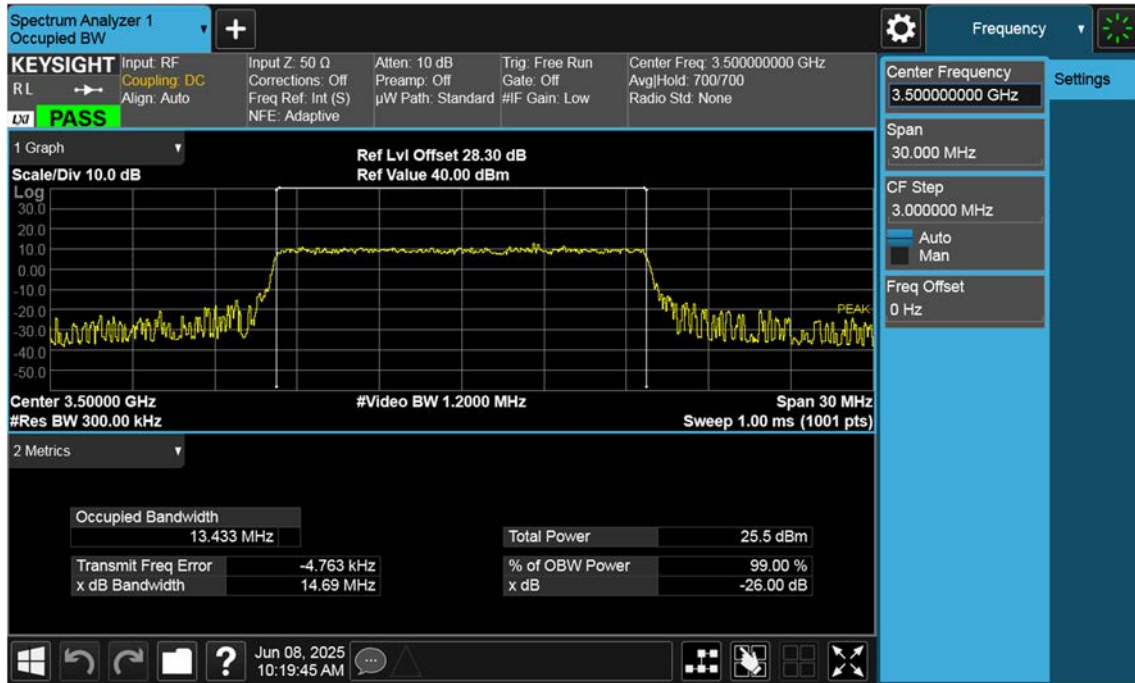 Spectrum Analyzer 1
Occupied BW
+
Frequency
KEYSIGHT
RL
LXI PASS
Input: RF
Coupling: DC
Align: Auto
Input Z: 50 Ω
Corrections: Off
Freq Ref: Int (S)
NFE: Adaptive
Atten: 10 dB
Preamp: Off
µW Path: Standard
Trig: Free Run
Gate: Off
#IF Gain: Low
Center Freq: 3.500000000 GHz
Avg|Hold: 700/700
Radio Std: None
Center Frequency
3.500000000 GHz
Settings
Span
30.000 MHz
CF Step
3.000000 MHz
Auto
Man
Freq Offset
0 Hz
1 Graph
Scale/Div 10.0 dB
Ref Lvl Offset 28.30 dB
Ref Value 40.00 dBm
Log
30.0
20.0
10.0
0.00
-10.0
-20.0
-30.0
-40.0
-50.0
PEAK
Center 3.50000 GHz
#Video BW 1.2000 MHz
Span 30 MHz
#Res BW 300.00 kHz
Sweep 1.00 ms (1001 pts)
2 Metrics
Occupied Bandwidth
13.433 MHz
Total Power 25.5 dBm
Transmit Freq Error -4.763 kHz
% of OBW Power 99.00 %
x dB Bandwidth 14.69 MHz
x dB -26.00 dB
?
Jun 08, 2025
10:19:45 AM